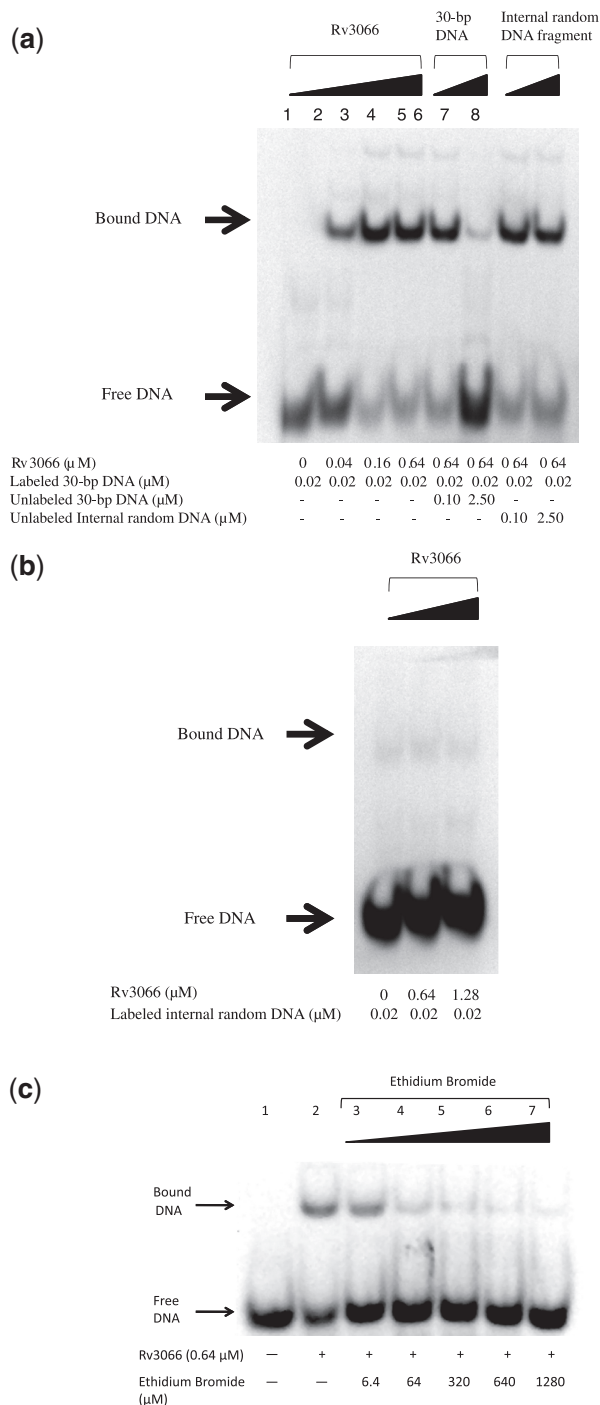 (a)
Rv3066
30-bp
DNA
Internal random
DNA fragment
1 2 3 4 5 6 7 8
Bound DNA
Free DNA
Rv3066 (µM) 0 0.04 0.16 0 64 0 64 0 64 0 64 0 64
Labeled 30-bp DNA (µM) 0.02 0.02 0.02 0.02 0.02 0.02 0.02 0.02
Unlabeled 30-bp DNA (µM) - - - - 0.10 2.50 - -
Unlabeled Internal random DNA (µM) - - - - - - 0.10 2.50
(b)
Rv3066
Bound DNA
Free DNA
Rv3066 (µM) 0 0.64 1.28
Labeled internal random DNA (µM) 0.02 0.02 0.02
(c)
Ethidium Bromide
1 2 3 4 5 6 7
Bound
DNA
Free
DNA
Rv3066 (0.64 µM) — + + + + + +
Ethidium Bromide — — 6.4 64 320 640 1280
(µM)